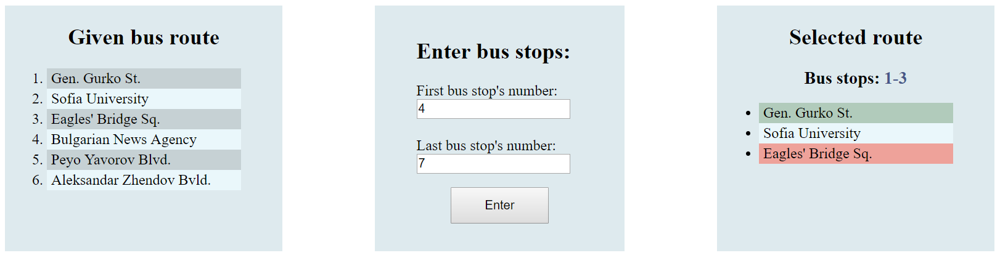 Given bus route
1. Gen. Gurko St.
2. Sofia University
3. Eagles' Bridge Sq.
4. Bulgarian News Agency
5. Peyo Yavorov Blvd.
6. Aleksandar Zhendov Bvld.
Enter bus stops:
First bus stop's number:
4
Last bus stop's number:
7
Enter
Selected route
Bus stops: 1-3
• Gen. Gurko St.
• Sofia University
• Eagles' Bridge Sq.